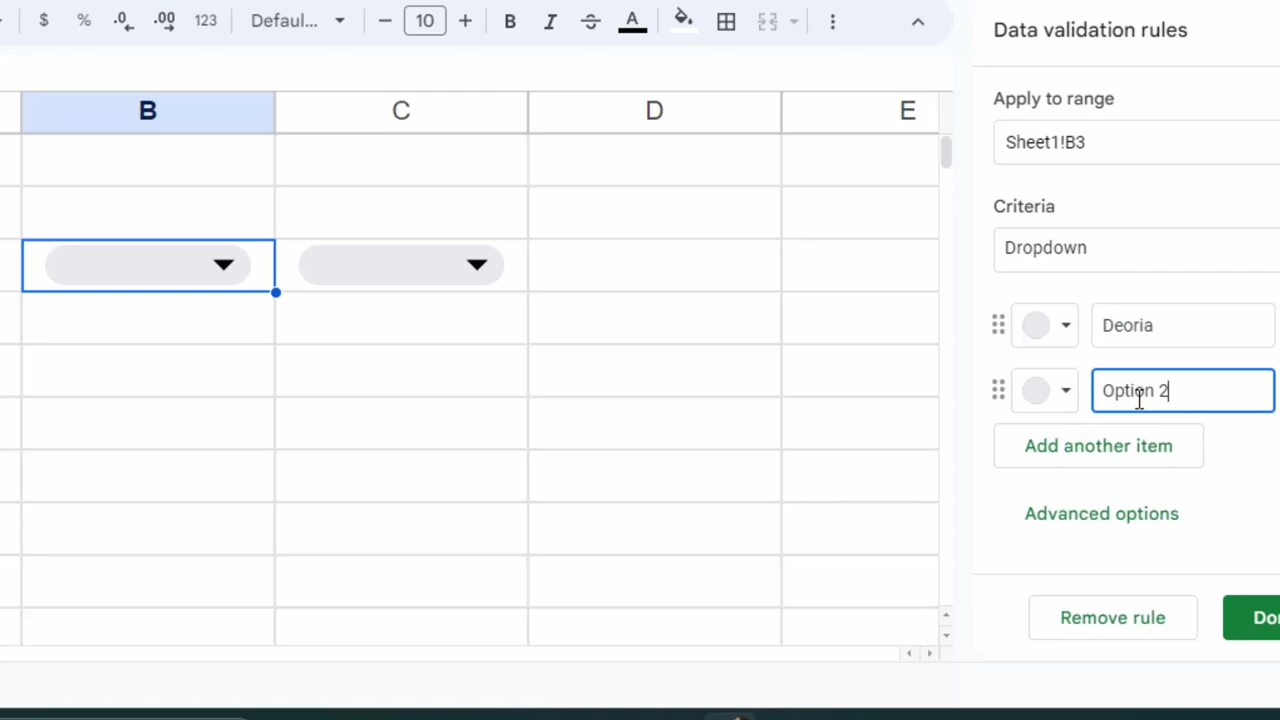 $ % .0 .00 123 Defaul... 10 B I S A
Data validation rules
B C D E
Apply to range
Sheet1!B3
Criteria
Dropdown
Deoria
Option 2
Add another item
Advanced options
Remove rule